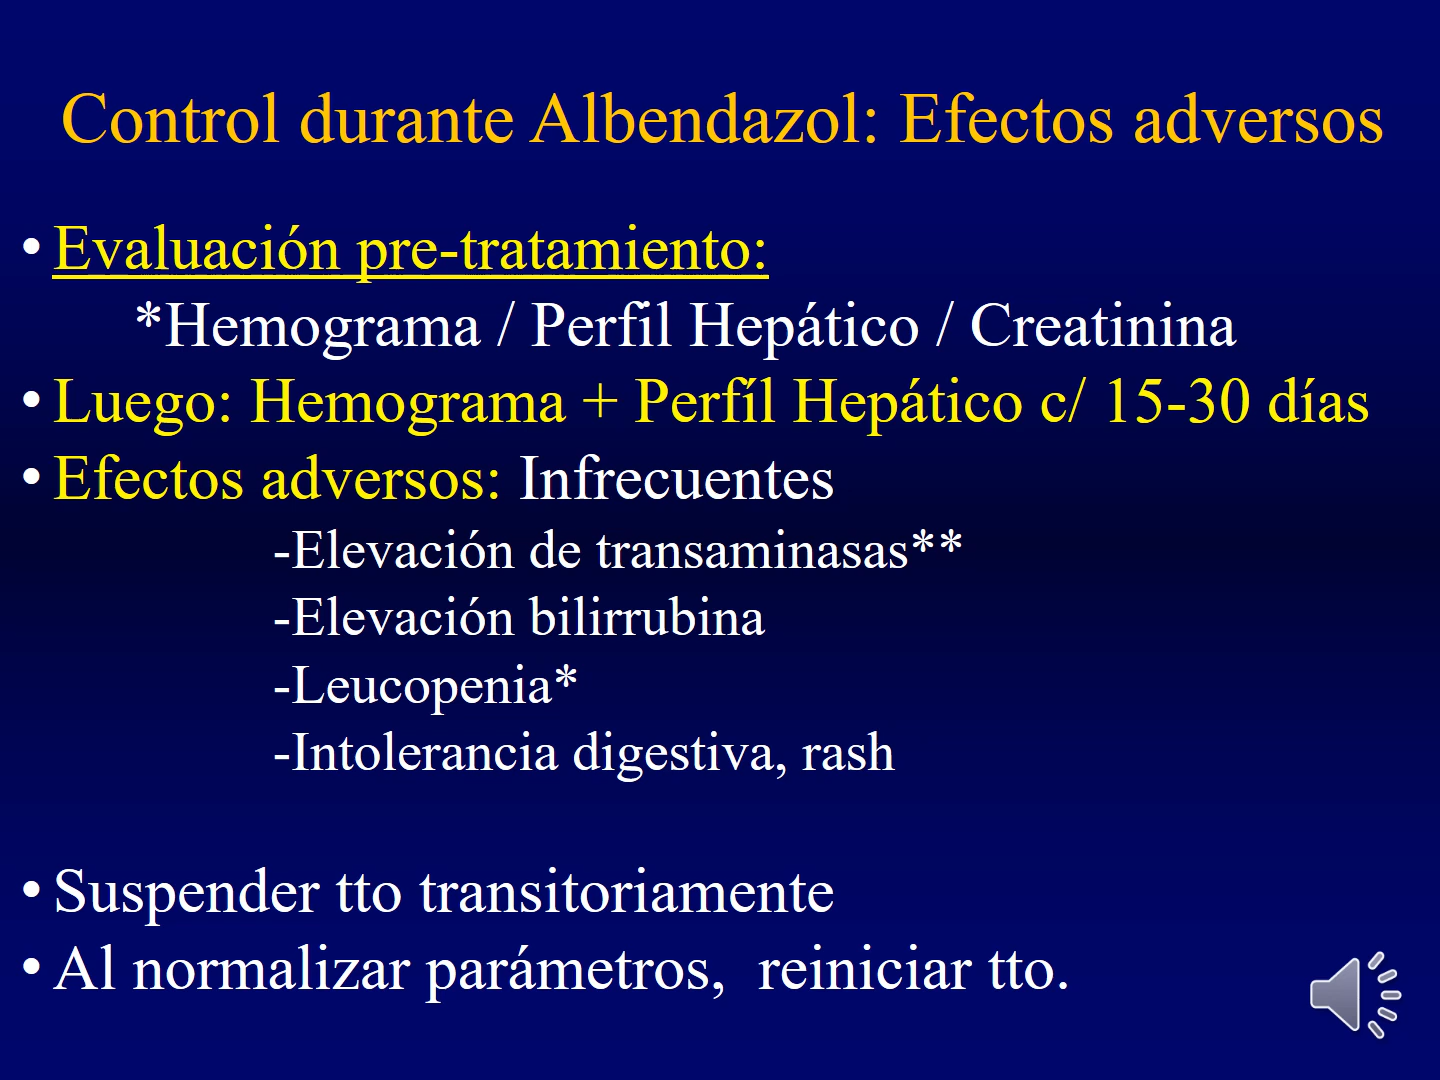 Control durante Albendazol: Efectos adversos
• Evaluación pre-tratamiento:
*Hemograma / Perfil Hepático / Creatinina
• Luego: Hemograma + Perfíl Hepático c/ 15-30 días
• Efectos adversos: Infrecuentes
-Elevación de transaminasas**
-Elevación bilirrubina
-Leucopenia*
-Intolerancia digestiva, rash
• Suspender tto transitoriamente
• Al normalizar parámetros,  reiniciar tto.